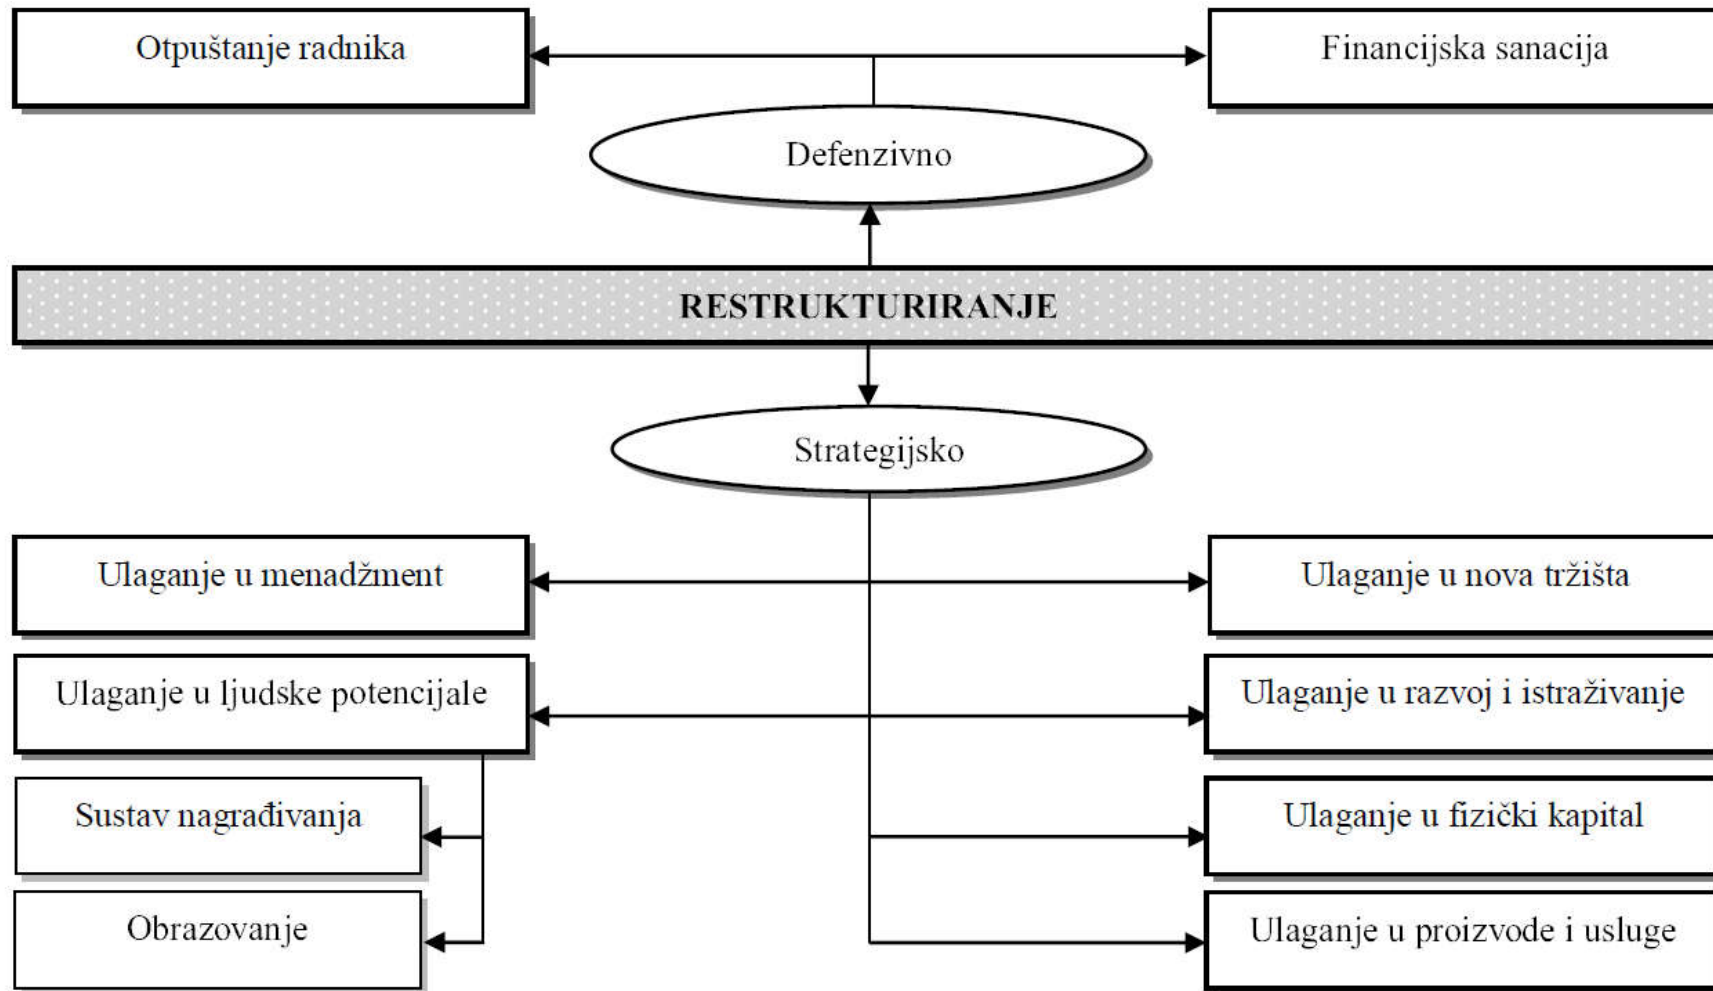 Otpuštanje radnika
Financijska sanacija
Defenzivno
RESTRUKTURIRANJE
Strategijsko
Ulaganje u menadžment
Ulaganje u nova tržišta
Ulaganje u ljudske potencijale
Ulaganje u razvoj i istraživanje
Sustav nagrađivanja
Ulaganje u fizički kapital
Obrazovanje
Ulaganje u proizvode i usluge